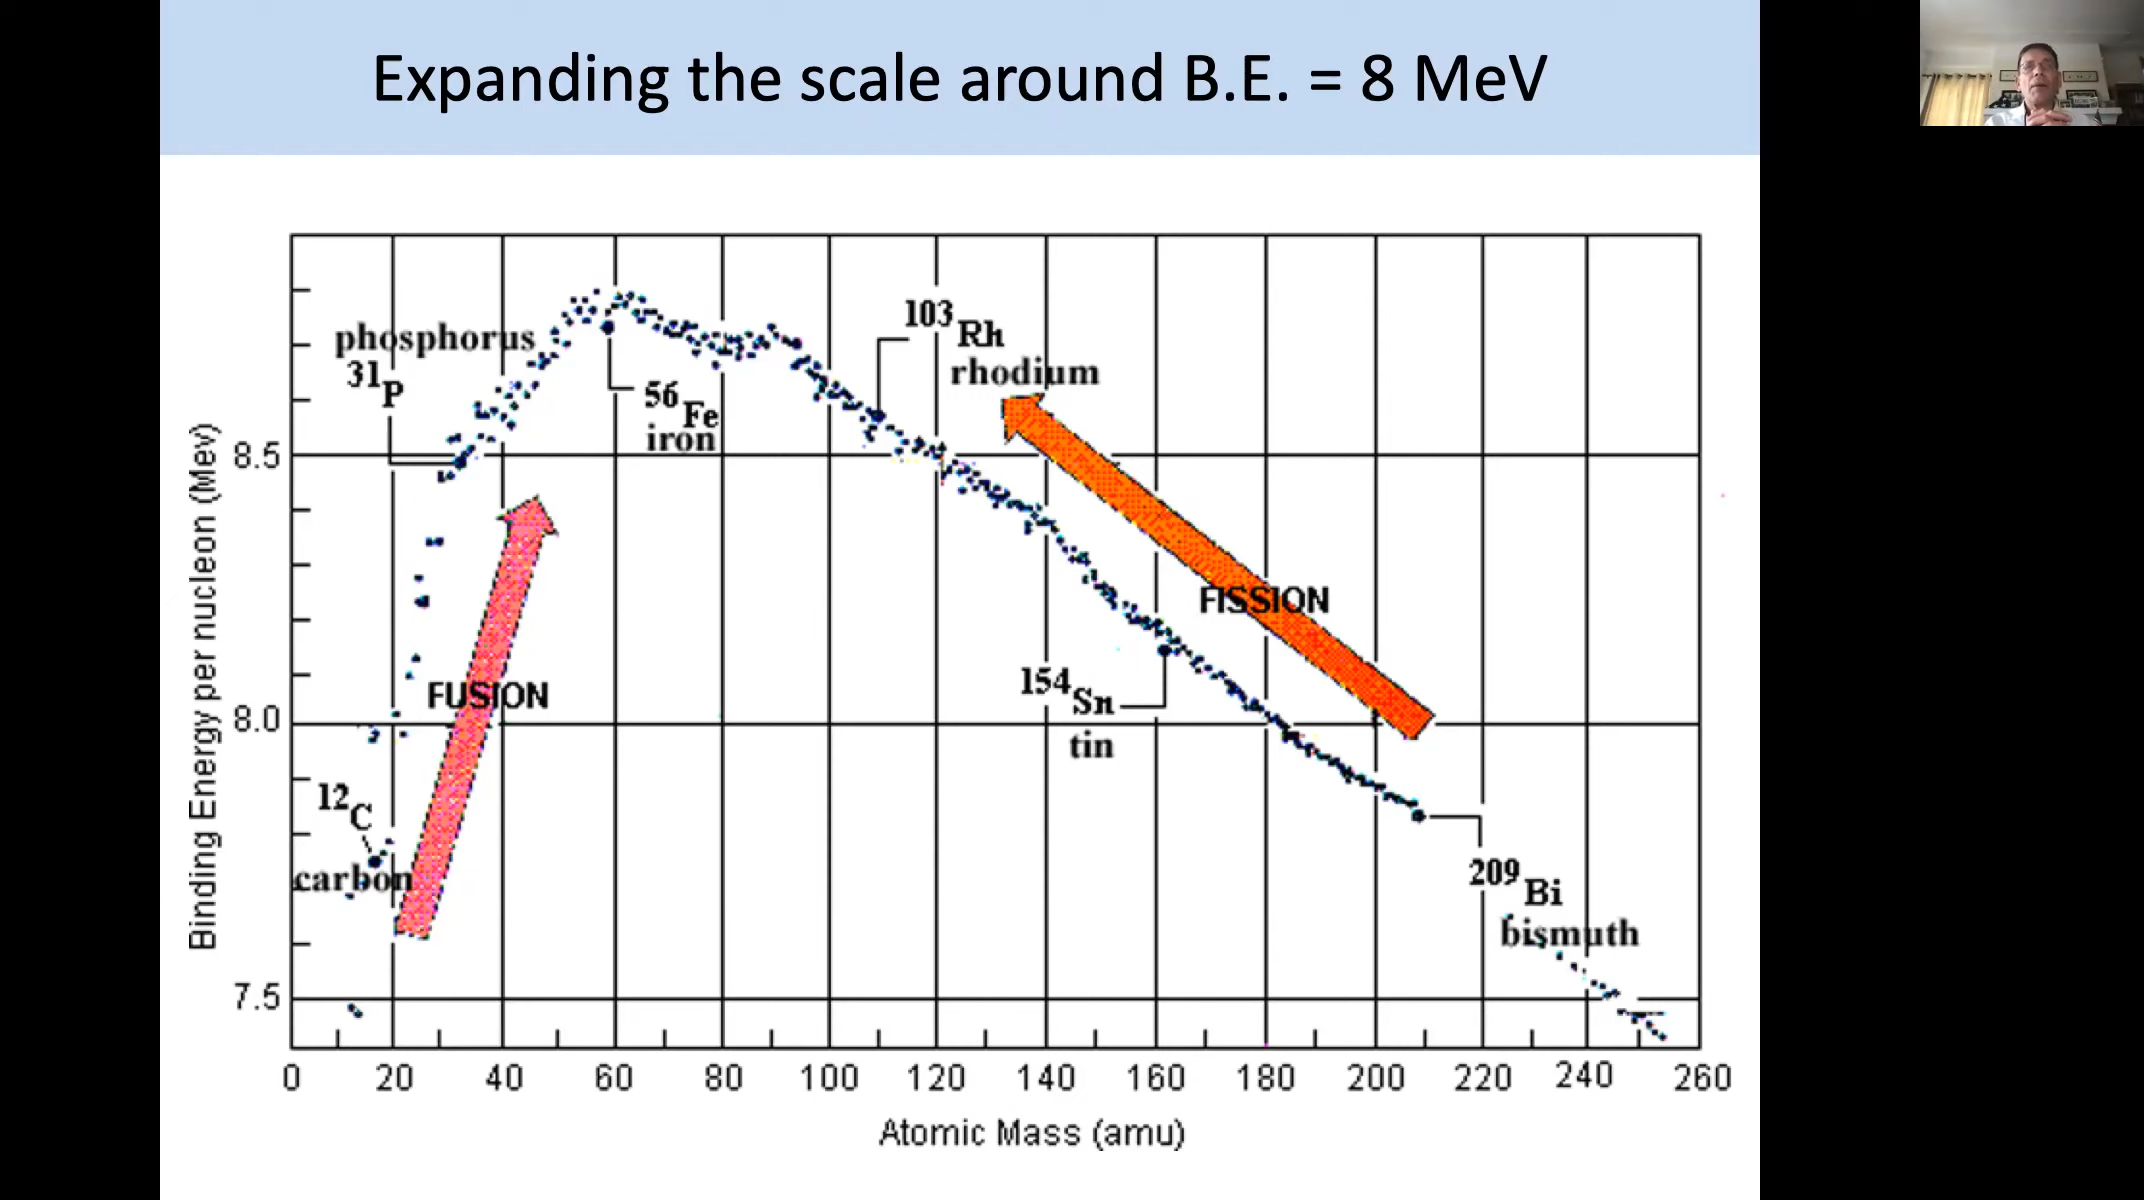 Expanding the scale around B.E. = 8 MeV
phosphorus
31P
103Rh
rhodium
56Fe
iron
8.5
FISSION
154Sn
tin
FUSION
8.0
12C
carbon
209Bi
bismuth
7.5
Binding Energy per nucleon (Mev)
0 20 40 60 80 100 120 140 160 180 200 220 240 260
Atomic Mass (amu)